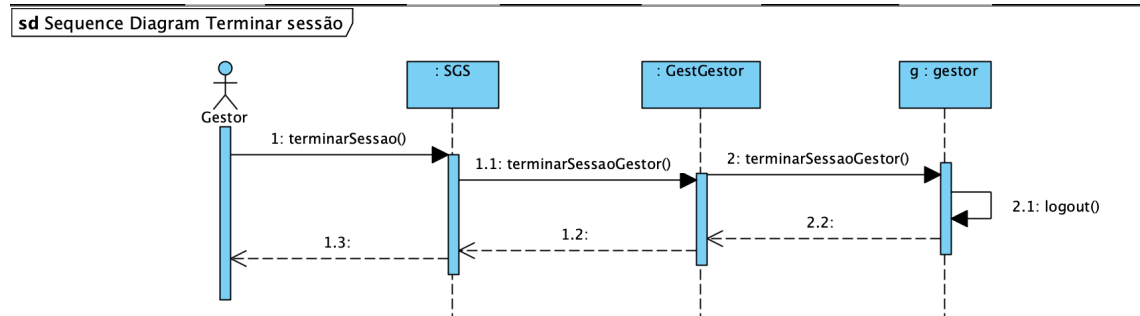 sd Sequence Diagram Terminar sessão
: SGS
: GestGestor
g : gestor
Gestor
1: terminarSessao()
1.1: terminarSessaoGestor()
2: terminarSessaoGestor()
2.1: logout()
2.2:
1.2:
1.3: